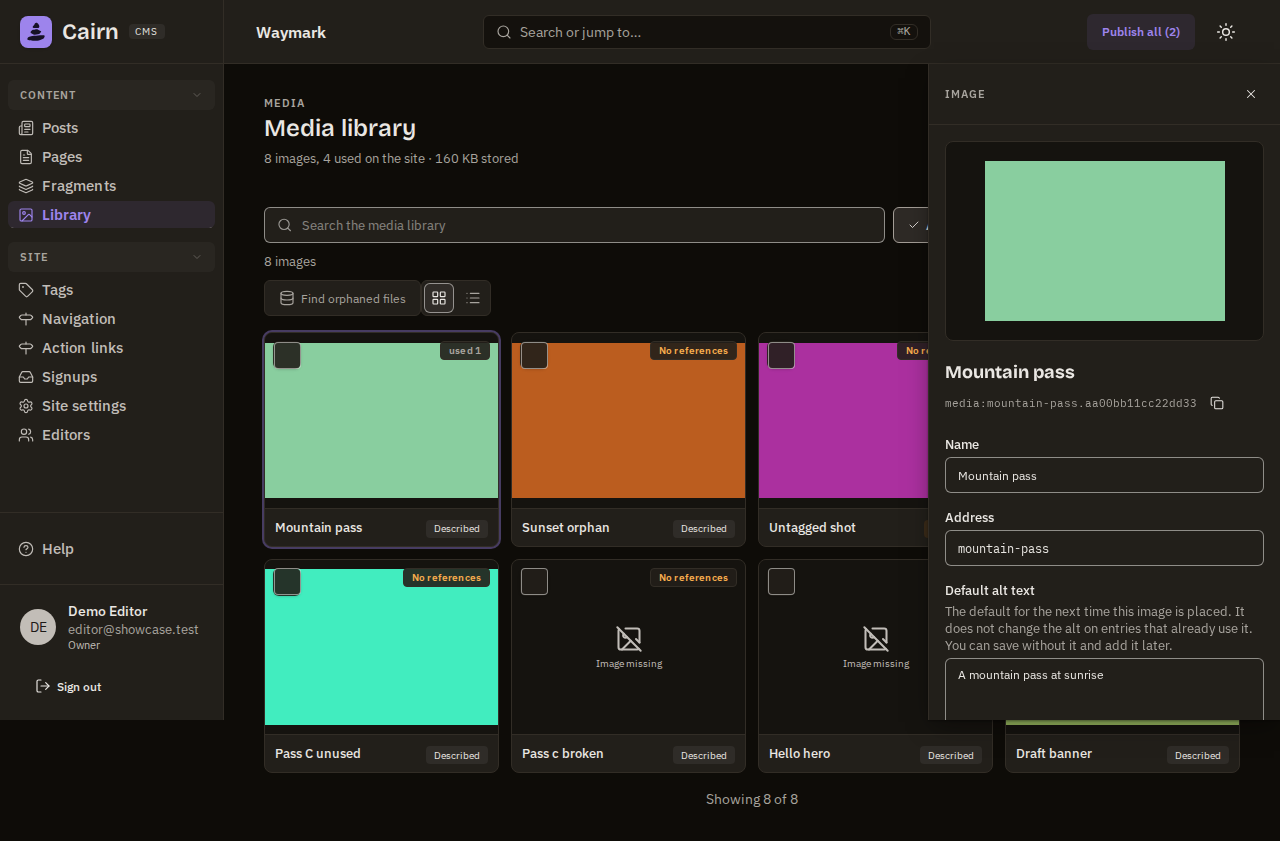 Cairn
CMS
Waymark
Search or jump to…
⌘K
Publish all (2)
CONTENT
Posts
Pages
Fragments
Library
SITE
Tags
Navigation
Action links
Signups
Site settings
Editors
Help
DE
Demo Editor
editor@showcase.test
Owner
Sign out
MEDIA
Media library
8 images, 4 used on the site · 160 KB stored
Search the media library
8 images
Find orphaned files
used 1
No references
Mountain pass
Described
Sunset orphan
Described
Untagged shot
No references
No references
Image missing
Image missing
Pass C unused
Described
Pass c broken
Described
Hello hero
Described
Draft banner
Described
Showing 8 of 8
IMAGE
Mountain pass
media:mountain-pass.aa00bb11cc22dd33
Name
Mountain pass
Address
mountain-pass
Default alt text
The default for the next time this image is placed. It
does not change the alt on entries that already use it.
You can save without it and add it later.
A mountain pass at sunrise